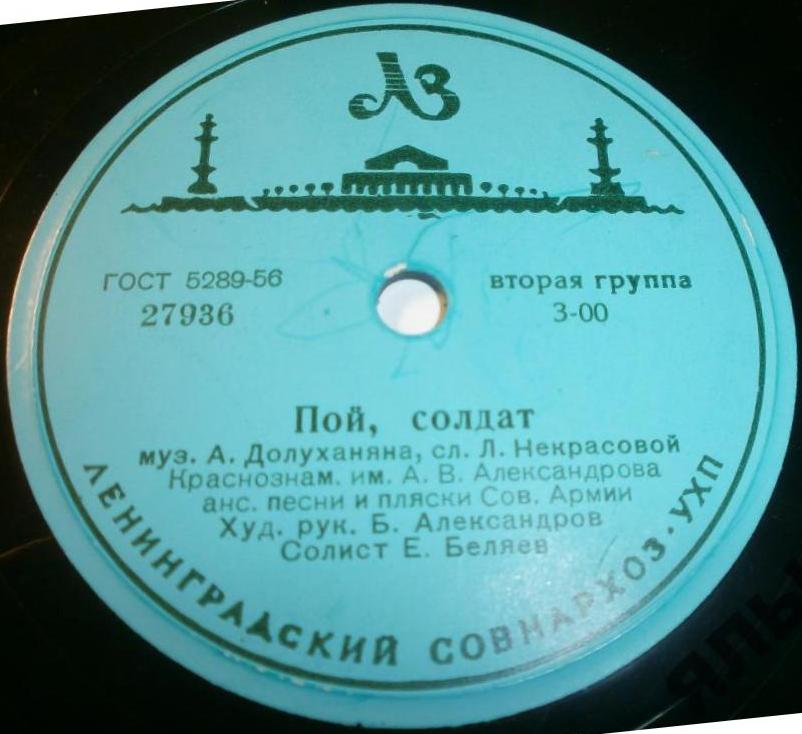 АЗ
ГОСТ 5289-56
27936
вторая группа
3-00
Пой, солдат
муз. А. Долуханяна, сл. Л. Некрасовой
Краснознам. им. А. В. Александрова
анс. песни и пляски Сов. Армии
Худ. рук. Б. Александров
Солист Е. Беляев
ЛЕНИНГРАДСКИЙ СОВНАРХОЗ·УХП